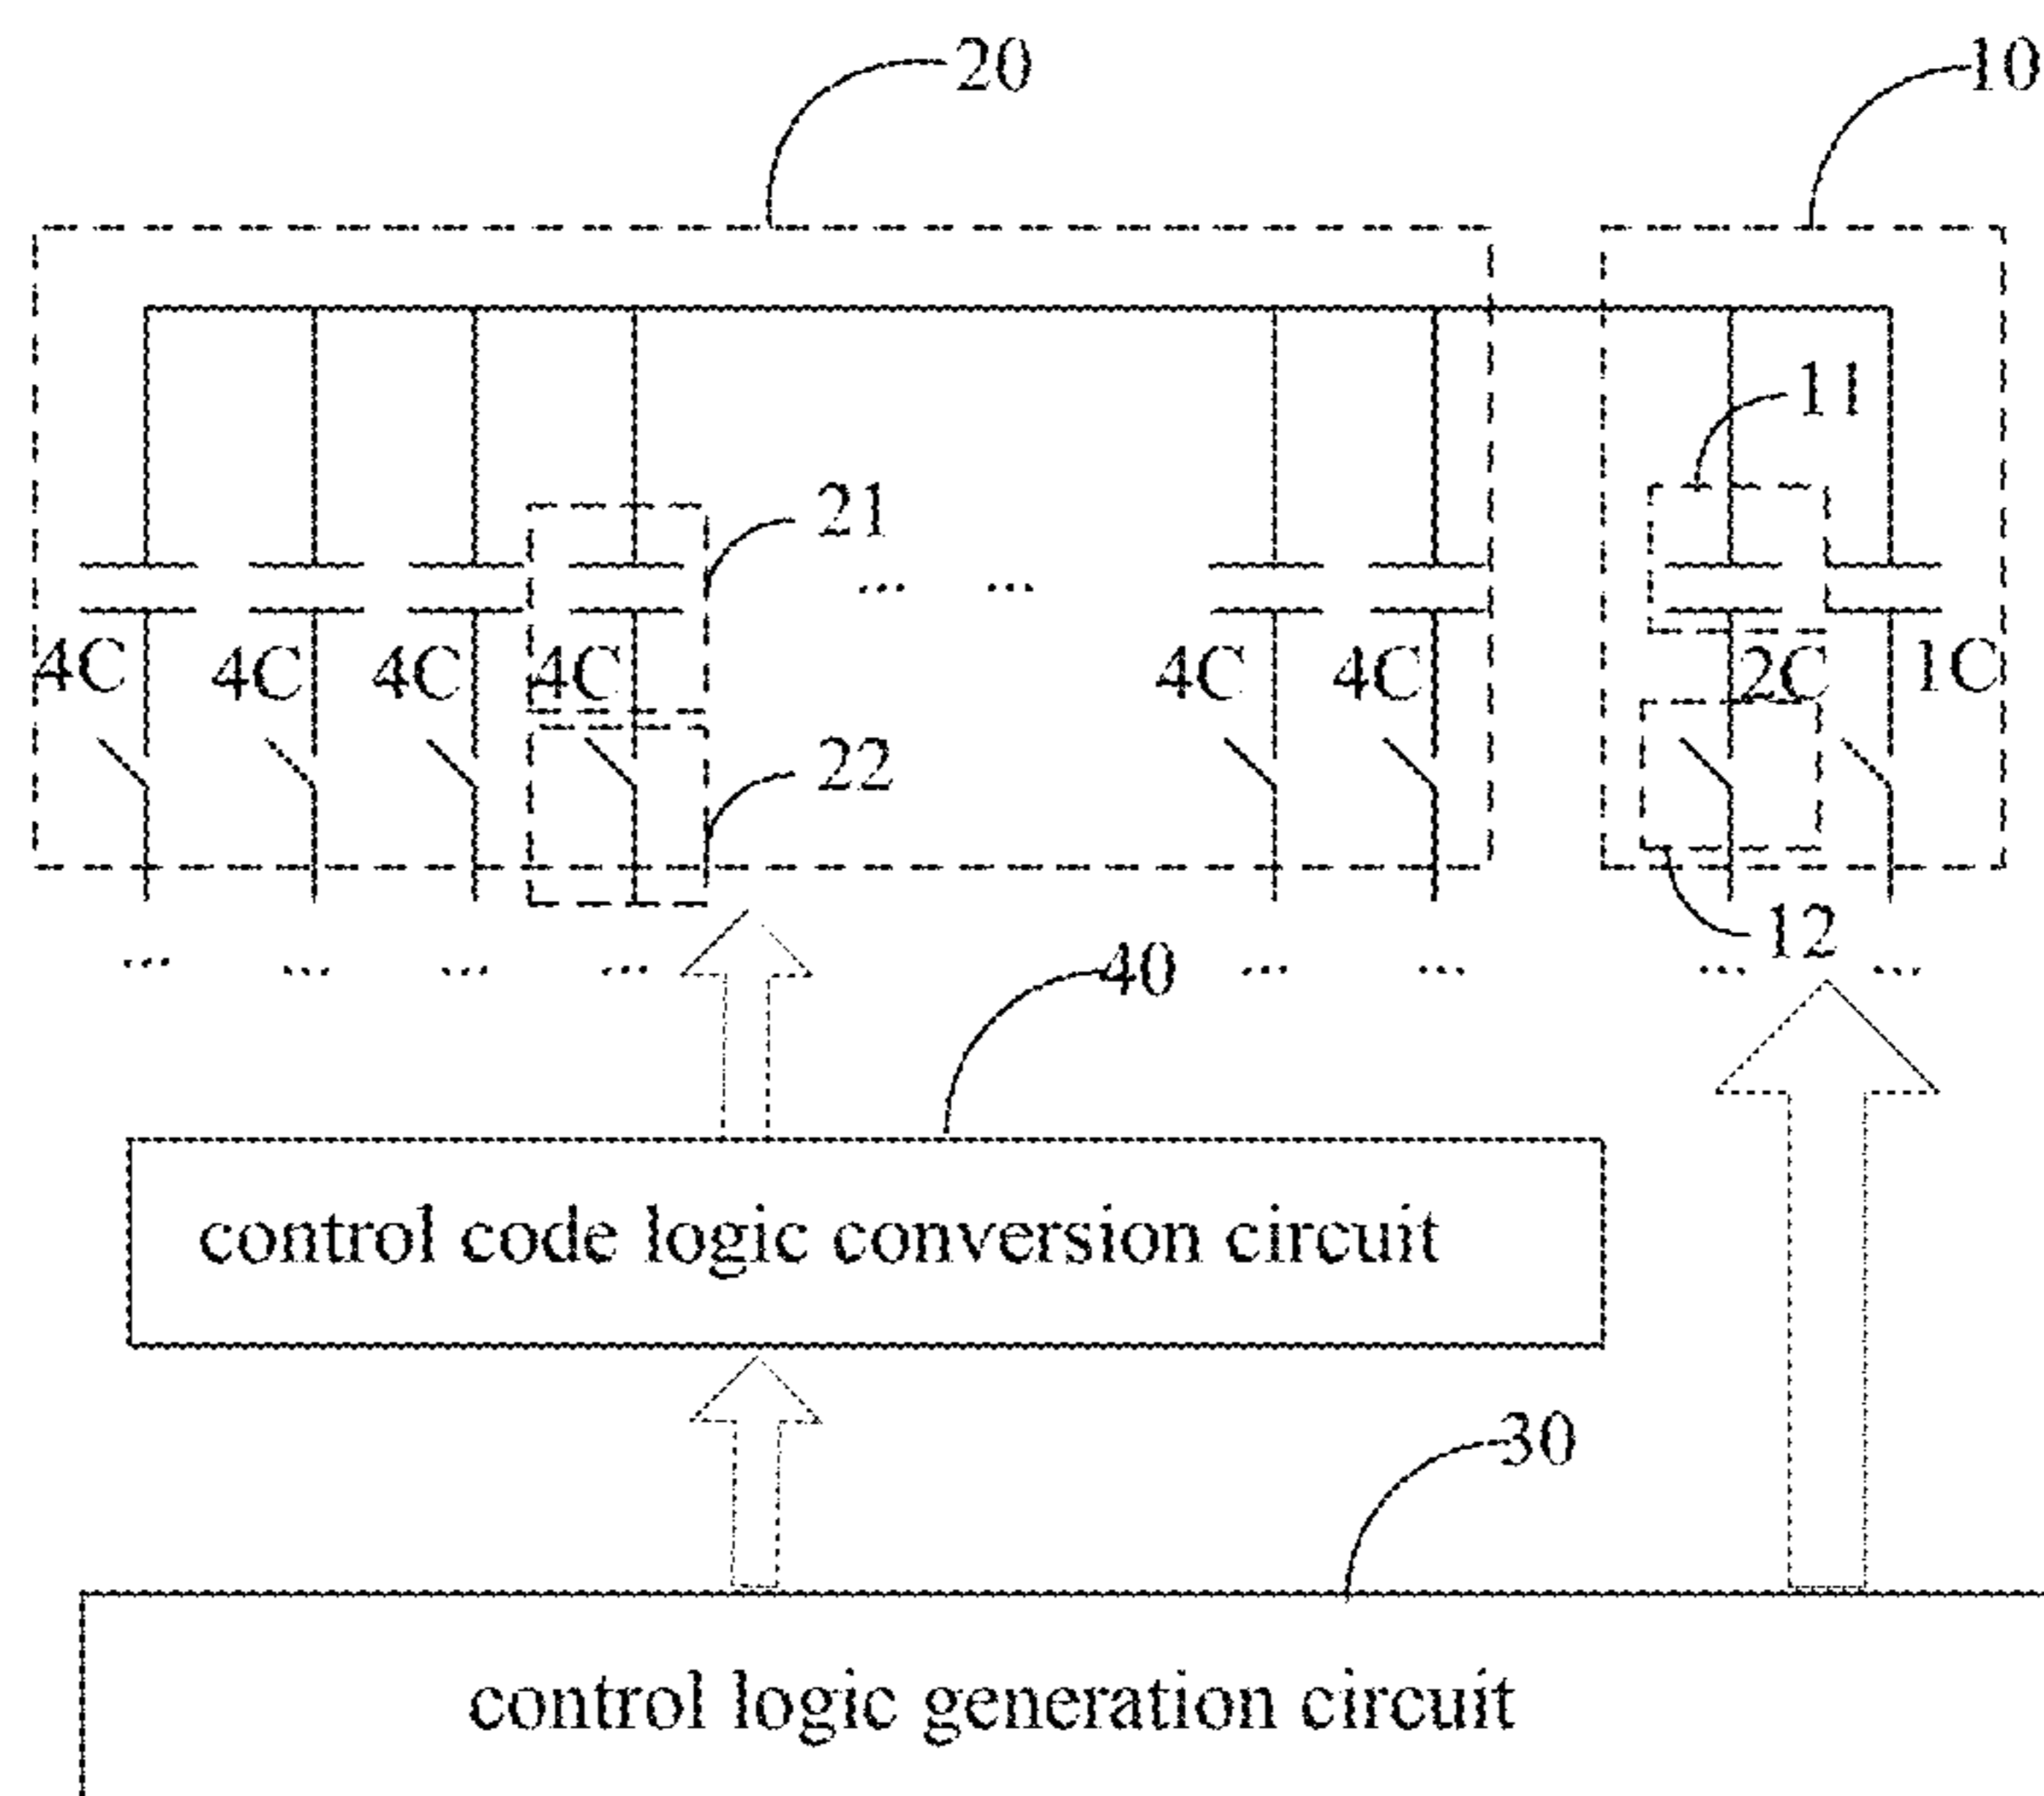 20
10
11
21
... ...
4C 4C 4C 4C 4C 4C 2C 1C
22
12
... ... ... ... ... ... ... ...
40
control code logic conversion circuit
30
control logic generation circuit